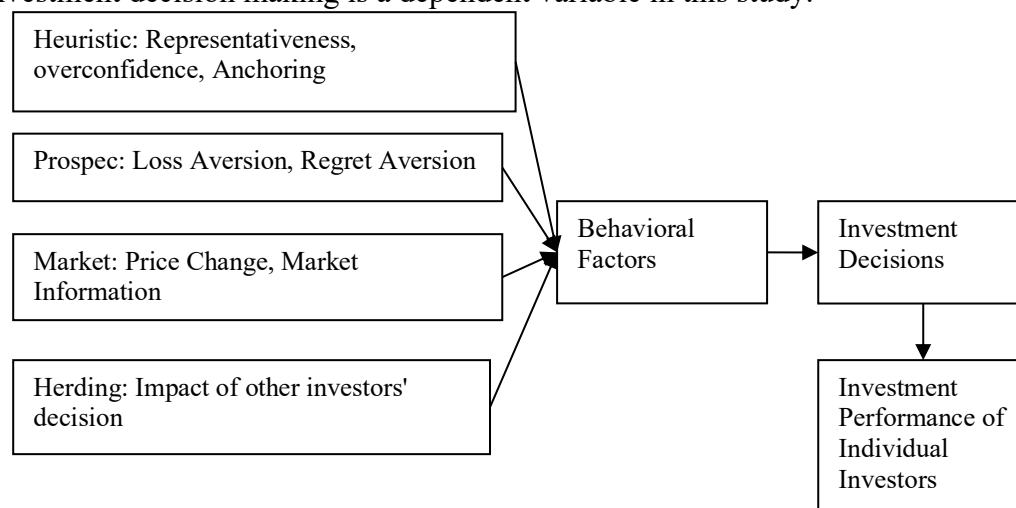 investment decision making is a dependent variable in this study.
Heuristic: Representativeness,
overconfidence, Anchoring
Prospec: Loss Aversion, Regret Aversion
Market: Price Change, Market
Information
Herding: Impact of other investors'
decision
Behavioral
Factors
Investment
Decisions
Investment
Performance of
Individual
Investors